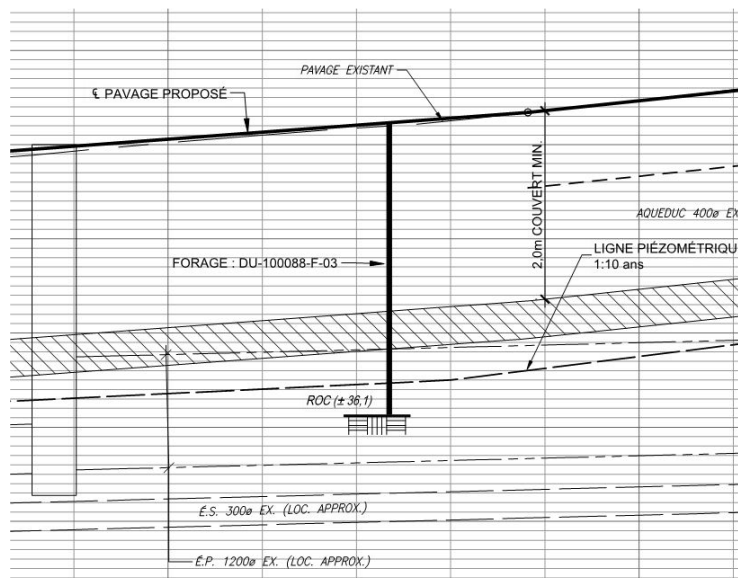 PAVAGE EXISTANT
℄ PAVAGE PROPOSÉ
2,0m COUVERT MIN.
AQUEDUC 400ø EX
FORAGE : DU-100088-F-03
LIGNE PIÉZOMÉTRIQU
1:10 ans
ROC (± 36,1)
É.S. 300ø EX. (LOC. APPROX.)
É.P. 1200ø EX. (LOC. APPROX.)